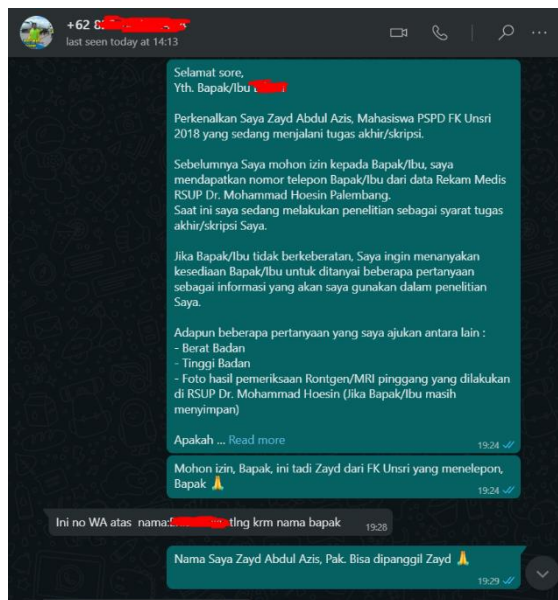 +62 8
last seen today at 14:13
Selamat sore,
Yth. Bapak/Ibu
Perkenalkan Saya Zayd Abdul Azis, Mahasiswa PSPD FK Unsri
2018 yang sedang menjalani tugas akhir/skripsi.
Sebelumnya Saya mohon izin kepada Bapak/Ibu, saya
mendapatkan nomor telepon Bapak/Ibu dari data Rekam Medis
RSUP Dr. Mohammad Hoesin Palembang.
Saat ini saya sedang melakukan penelitian sebagai syarat tugas
akhir/skripsi Saya.
Jika Bapak/Ibu tidak berkeberatan, Saya ingin menanyakan
kesediaan Bapak/Ibu untuk ditanyai beberapa pertanyaan
sebagai informasi yang akan saya gunakan dalam penelitian
Saya.
Adapun beberapa pertanyaan yang saya ajukan antara lain :
- Berat Badan
- Tinggi Badan
- Foto hasil pemeriksaan Rontgen/MRI pinggang yang dilakukan
di RSUP Dr. Mohammad Hoesin (Jika Bapak/Ibu masih
menyimpan)
Apakah ... Read more
19:24
Mohon izin, Bapak, ini tadi Zayd dari FK Unsri yang menelepon,
Bapak 🙏
19:24
Ini no WA atas nama: tlng krm nama bapak 19:28
Nama Saya Zayd Abdul Azis, Pak. Bisa dipanggil Zayd 🙏
19:29